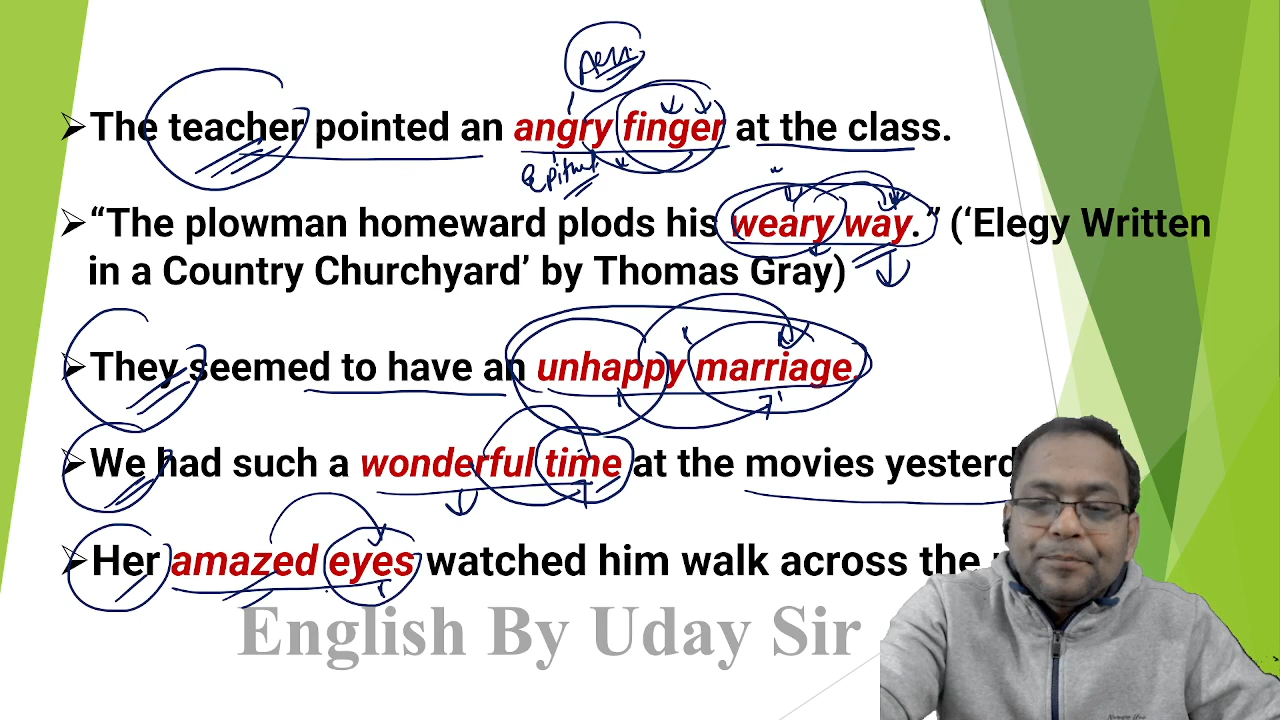 The teacher pointed an angry finger at the class.
Epithet
“The plowman homeward plods his weary way.” (‘Elegy Written
in a Country Churchyard’ by Thomas Gray)
They seemed to have an unhappy marriage.
We had such a wonderful time at the movies yesterd
Her amazed eyes watched him walk across the
English By Uday Sir